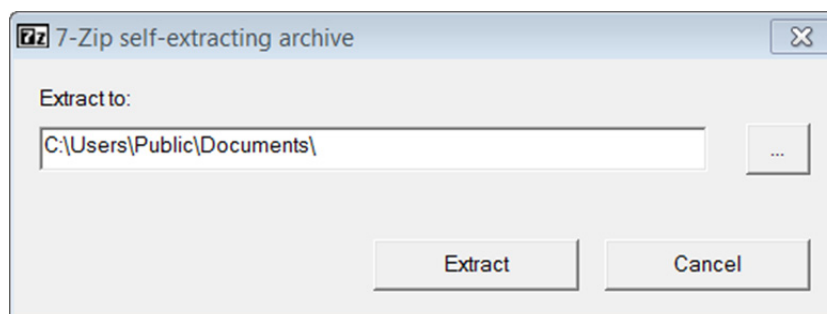 7z 7-Zip self-extracting archive
Extract to:
C:\Users\Public\Documents\
...
Extract Cancel